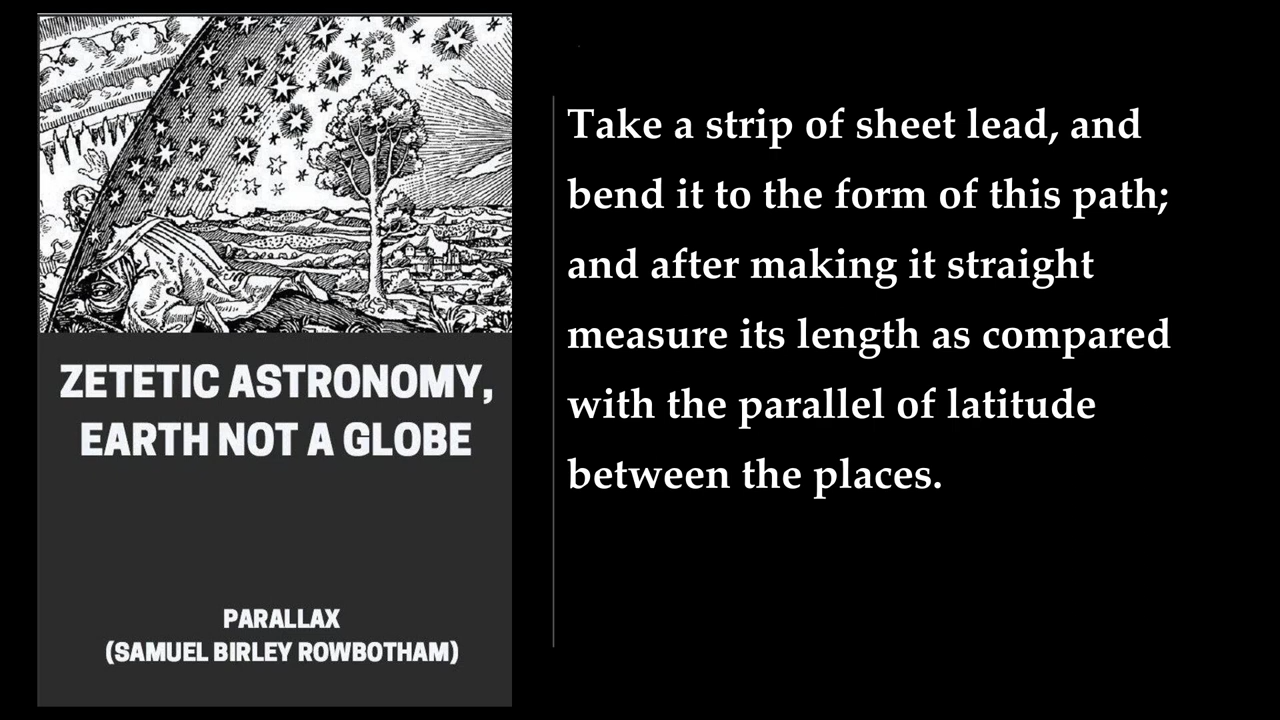 ZETETIC ASTRONOMY,
EARTH NOT A GLOBE
PARALLAX
(SAMUEL BIRLEY ROWBOTHAM)
Take a strip of sheet lead, and
bend it to the form of this path;
and after making it straight
measure its length as compared
with the parallel of latitude
between the places.